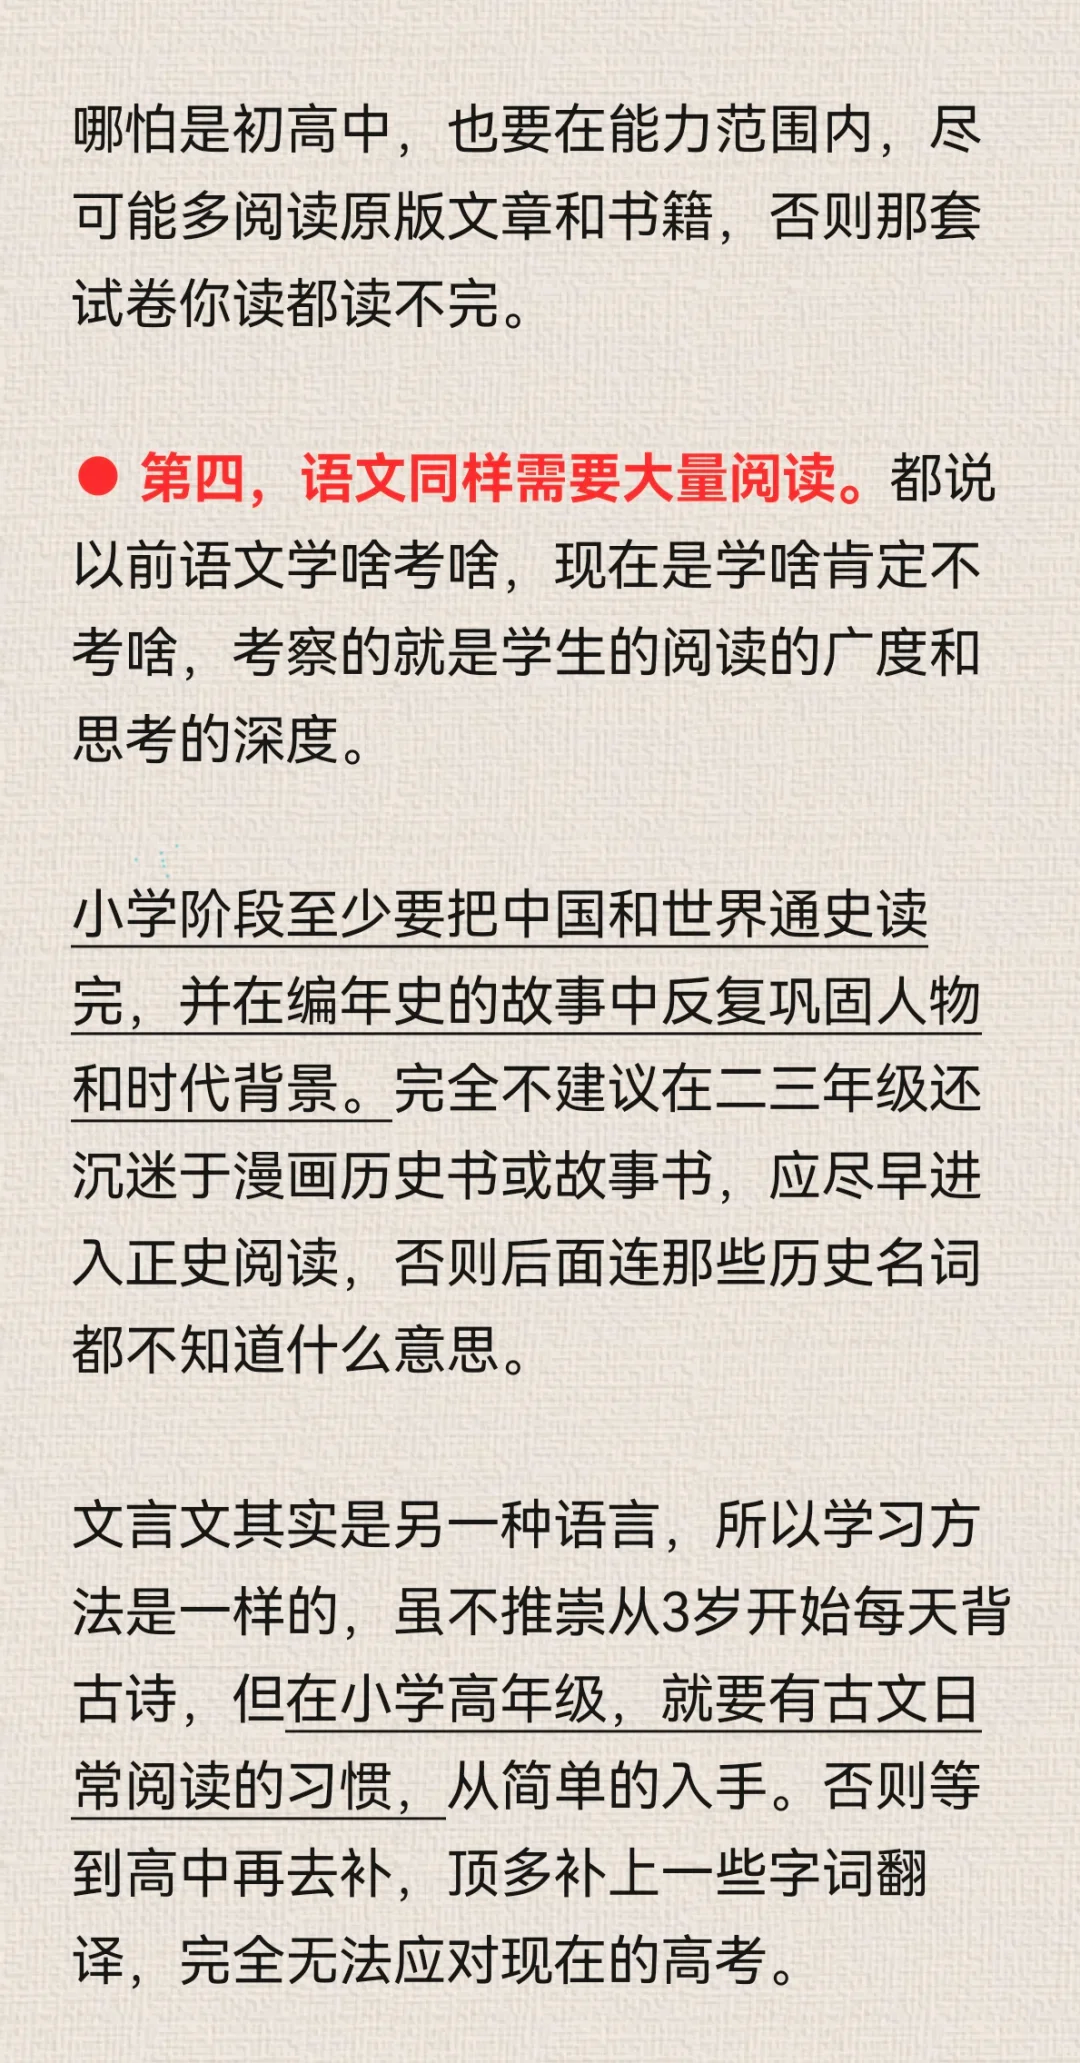 哪怕是初高中，也要在能力范围内，尽
可能多阅读原版文章和书籍，否则那套
试卷你读都读不完。
● 第四，语文同样需要大量阅读。都说
以前语文学啥考啥，现在是学啥肯定不
考啥，考察的就是学生的阅读的广度和
思考的深度。
小学阶段至少要把中国和世界通史读
完，并在编年史的故事中反复巩固人物
和时代背景。完全不建议在二三年级还
沉迷于漫画历史书或故事书，应尽早进
入正史阅读，否则后面连那些历史名词
都不知道什么意思。
文言文其实是另一种语言，所以学习方
法是一样的，虽不推崇从3岁开始每天背
古诗，但在小学高年级，就要有古文日
常阅读的习惯，从简单的入手。否则等
到高中再去补，顶多补上一些字词翻
译，完全无法应对现在的高考。